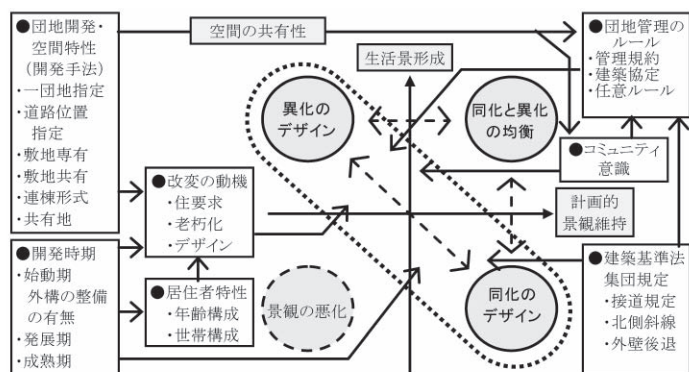 ●団地開発・
空間特性
(開発手法)
・一団地指定
・道路位置
指定
・敷地専有
・敷地共有
・連棟形式
・共有地
●開発時期
・始動期
外構の整備
の有無
・発展期
・成熟期
●改変の動機
・住要求
・老朽化
・デザイン
●居住者特性
・年齢構成
・世帯構成
空間の共有性
生活景形成
異化の
デザイン
同化と異化
の均衡
計画的
景観維持
景観の悪化
同化の
デザイン
●団地管理の
ルール
・管理規約
・建築協定
・任意ルール
●コミュニティ
意識
●建築基準法
集団規定
・接道規定
・北側斜線
・外壁後退